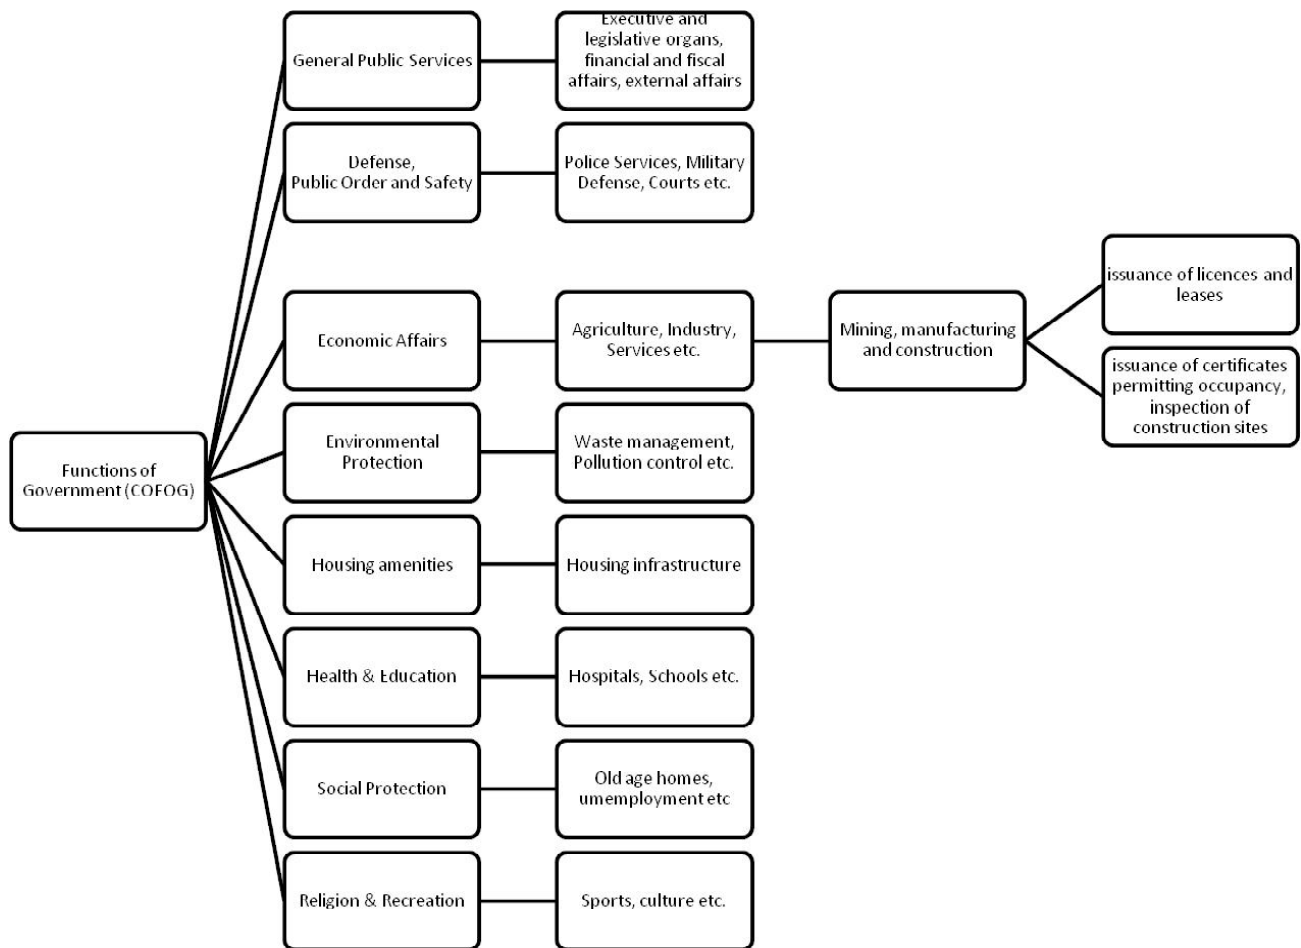 Functions of
Government (COFOG)
General Public Services
Executive and
legislative organs,
financial and fiscal
affairs, external affairs
Defense,
Public Order and Safety
Police Services, Military
Defense, Courts etc.
Economic Affairs
Agriculture, Industry,
Services etc.
Mining, manufacturing
and construction
issuance of licences and
leases
issuance of certificates
permitting occupancy,
inspection of
construction sites
Environmental
Protection
Waste management,
Pollution control etc.
Housing amenities
Housing infrastructure
Health & Education
Hospitals, Schools etc.
Social Protection
Old age homes,
umemployment etc
Religion & Recreation
Sports, culture etc.